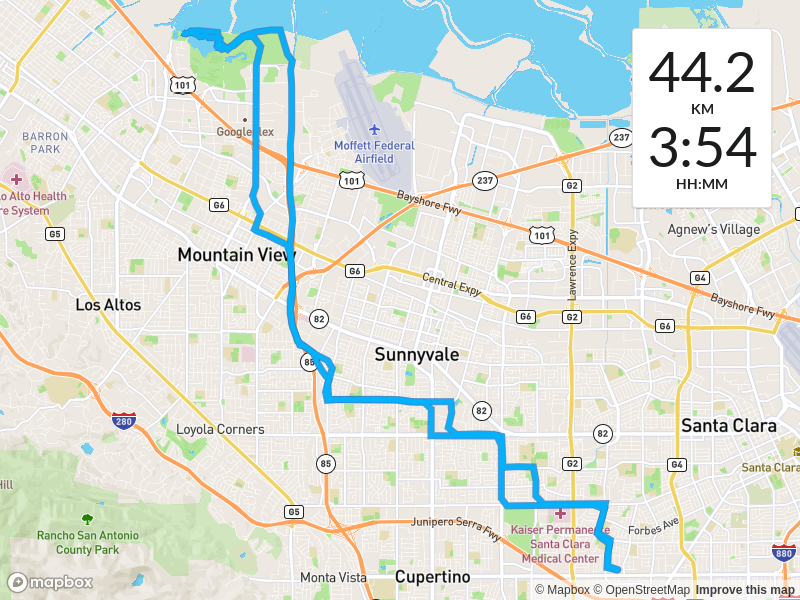 44.2
KM
3:54
HH:MM
101
BARRON
PARK
Googleplex
Moffett Federal
Airfield
237
101
237
G2
Alto Health
re System
G6
Bayshore Fwy
G5
101
Agnew's Village
Mountain View
Lawrence Expy
G6
Central Expy
G4
Los Altos
Bayshore Fwy
82
G6
G2
G6
Sunnyvale
85
82
280
Loyola Corners
82
Santa Clara
85
G2
G4
Santa Clara
Hill
G5
Kaiser Permanente
Santa Clara
Medical Center
Junipero Serra Fwy
Forbes Ave
Rancho San Antonio
County Park
880
Monta Vista
Cupertino
mapbox
© Mapbox © OpenStreetMap Improve this map